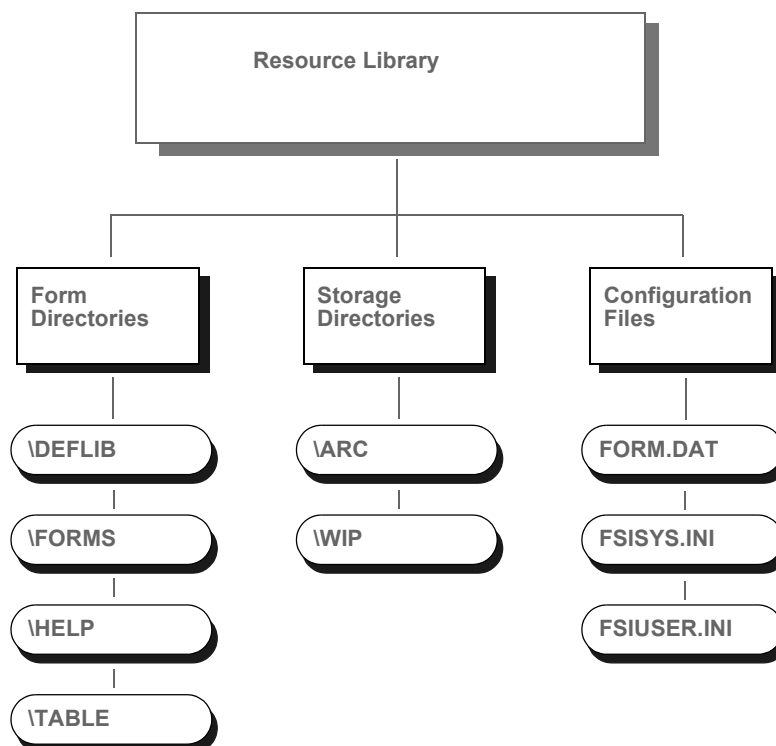 Resource Library
Form
Directories
\DEFLIB
\FORMS
\HELP
\TABLE
Storage
Directories
\ARC
\WIP
Configuration
Files
FORM.DAT
FSISYS.INI
FSIUSER.INI